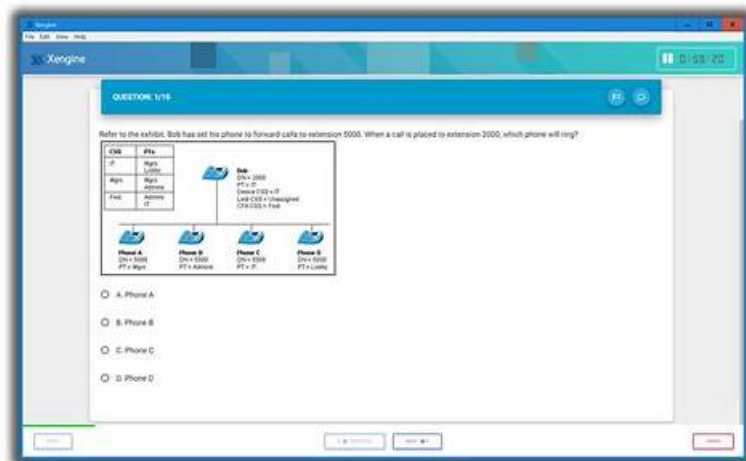 Xengine
File Edit View Help
Xengine
QUESTION: 1/10
Refer to the exhibit. Bob has set his phone to forward calls to extension 5000. When a call is placed to extension 2000, which phone will ring?
CSS PTs
IT Mgrs
Lobby
Mgrs Mgrs
Admins
Fwd Admins
IT
Bob
DN = 2000
PT = IT
Device CSS = IT
Line CSS = Unassigned
CFA CSS = Fwd
Phone A
DN = 5000
PT = Mgrs
Phone B
DN = 5000
PT = Admins
Phone C
DN = 5000
PT = IT
Phone D
DN = 5000
PT = Lobby
A. Phone A
B. Phone B
C. Phone C
D. Phone D